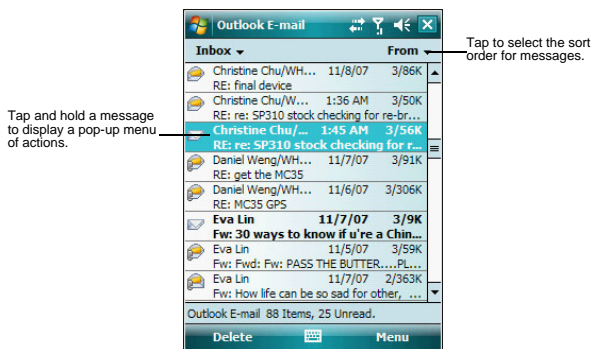 Outlook E-mail
Inbox From
Tap to select the sort
order for messages.
Christine Chu/WH... 11/8/07 3/86K
RE: final device
Christine Chu/W... 1:36 AM 3/50K
RE: re: SP310 stock checking for re-br...
Tap and hold a message
to display a pop-up menu
of actions.
Christine Chu/... 1:45 AM 3/56K
RE: re: SP310 stock checking for r...
Daniel Weng/WH... 11/7/07 3/91K
RE: get the MC35
Daniel Weng/WH... 11/6/07 3/306K
RE: MC35 GPS
Eva Lin 11/7/07 3/9K
Fw: 30 ways to know if u're a Chin...
Eva Lin 11/5/07 3/59K
Fw: Fwd: Fw: PASS THE BUTTER....PL...
Eva Lin 11/7/07 2/363K
Fw: How life can be so sad for other, ...
Outlook E-mail 88 Items, 25 Unread.
Delete Menu